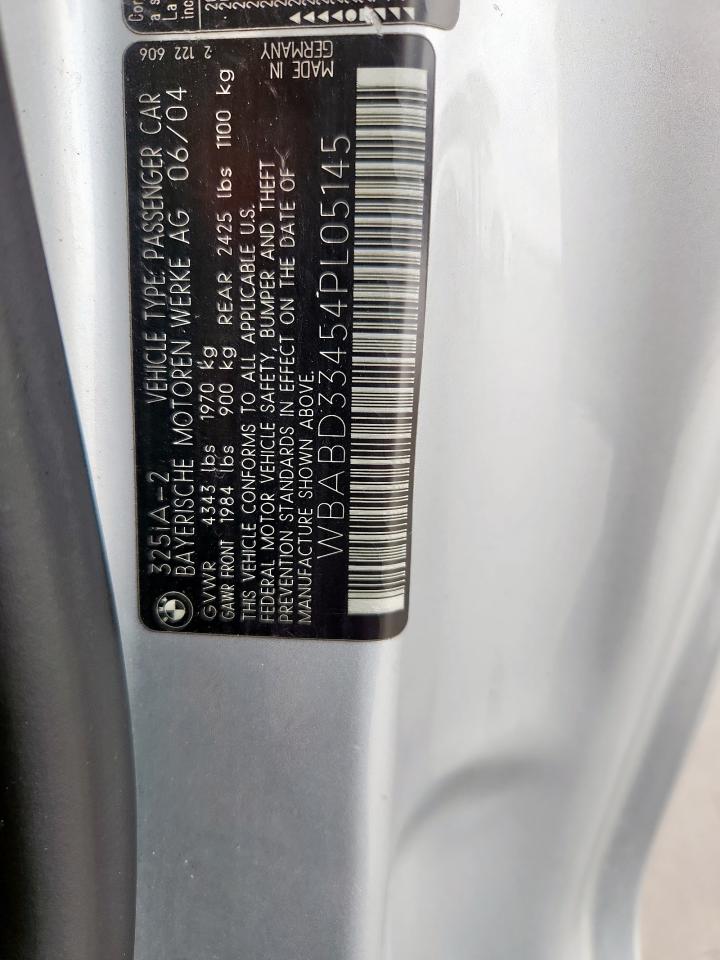 325iA-2 VEHICLE TYPE: PASSENGER CAR
BAYERISCHE MOTOREN WERKE AG 06/04
GVWR 4343 lbs 1970 kg
GAWR FRONT 1984 lbs 900 kg REAR 2425 lbs 1100 kg
THIS VEHICLE CONFORMS TO ALL APPLICABLE U.S.
FEDERAL MOTOR VEHICLE SAFETY, BUMPER AND THEFT
PREVENTION STANDARDS IN EFFECT ON THE DATE OF
MANUFACTURE SHOWN ABOVE.
WBABD33454PL05145
2 122 606
MADE IN
GERMANY